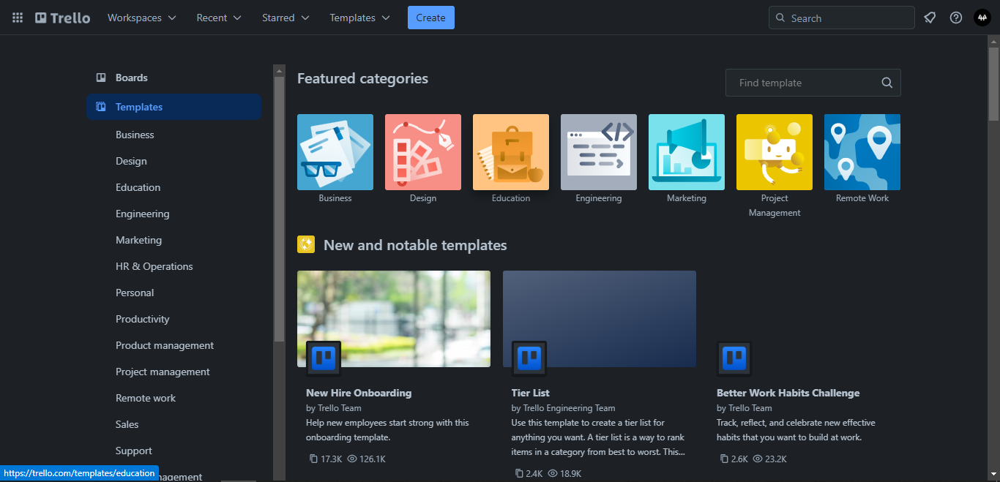 Trello
Workspaces
Recent
Starred
Templates
Create
Search
Boards
Templates
Business
Design
Education
Engineering
Marketing
HR & Operations
Personal
Productivity
Product management
Project management
Remote work
Sales
Support
https://trello.com/templates/education
Featured categories
Find template
Business
Design
Education
Engineering
Marketing
Project
Management
Remote Work
New and notable templates
New Hire Onboarding
by Trello Team
Help new employees start strong with this
onboarding template.
17.3K 126.1K
Tier List
by Trello Engineering Team
Use this template to create a tier list for
anything you want. A tier list is a way to rank
items in a category from best to worst. This...
2.4K 18.9K
Better Work Habits Challenge
by Trello Team
Track, reflect, and celebrate new effective
habits that you want to build at work.
2.6K 23.2K